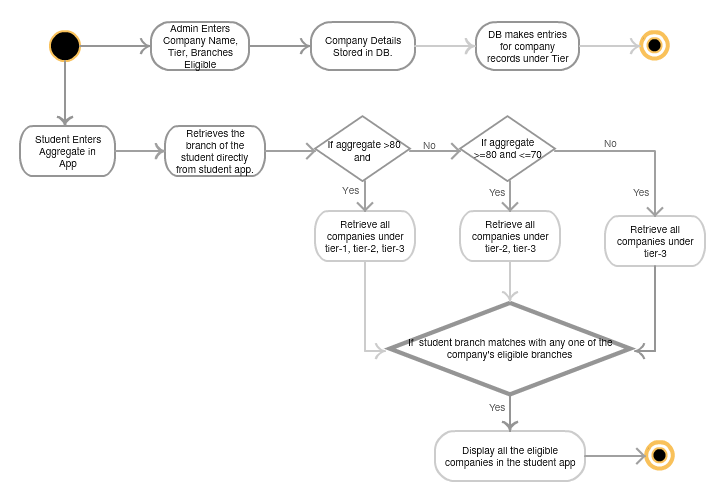 Admin Enters
Company Name,
Tier, Branches
Eligible
Company Details
Stored in DB.
DB makes entries
for company
records under Tier
Student Enters
Aggregate in
App
Retrieves the
branch of the
student directly
from student app.
If aggregate >80
and
No
If aggregate
>=80 and <=70
No
Yes
Yes
Yes
Retrieve all
companies under
tier-1, tier-2, tier-3
Retrieve all
companies under
tier-2, tier-3
Retrieve all
companies under
tier-3
If  student branch matches with any one of the
company's eligible branches
Yes
Display all the eligible
companies in the student app